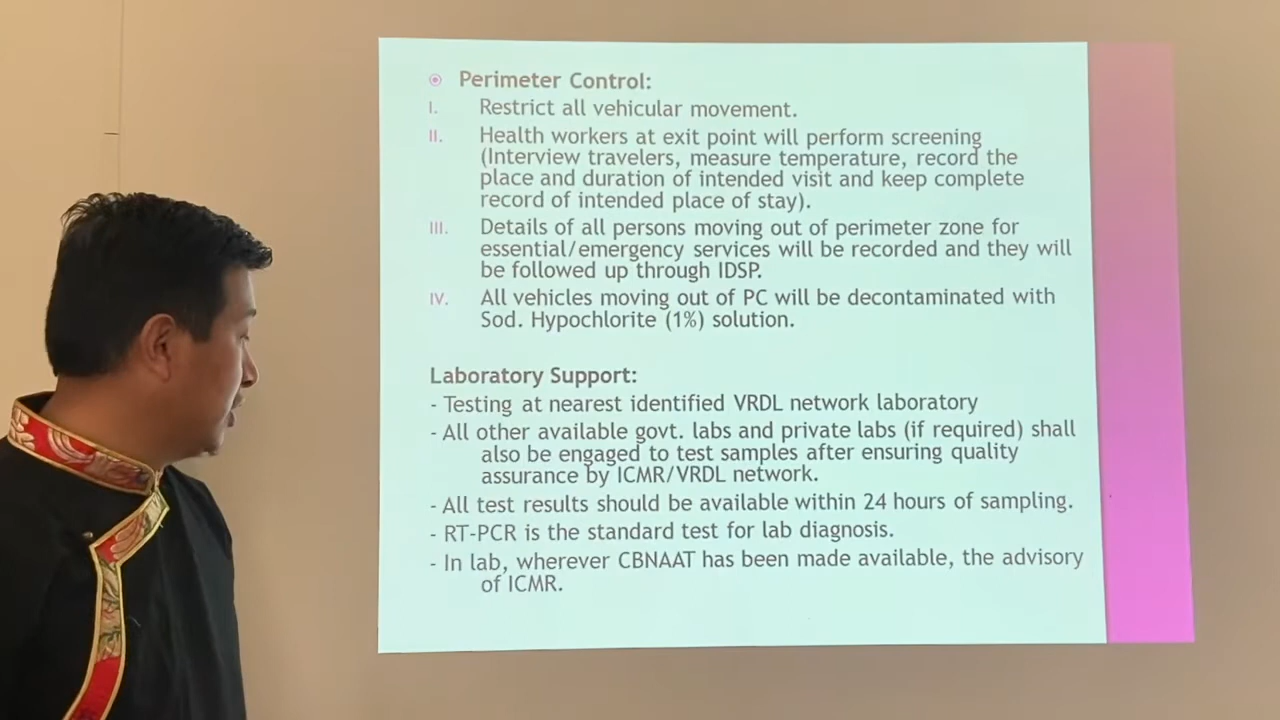 Perimeter Control:
I. Restrict all vehicular movement.
II. Health workers at exit point will perform screening
(Interview travelers, measure temperature, record the
place and duration of intended visit and keep complete
record of intended place of stay).
III. Details of all persons moving out of perimeter zone for
essential/emergency services will be recorded and they will
be followed up through IDSP.
IV. All vehicles moving out of PC will be decontaminated with
Sod. Hypochlorite (1%) solution.
Laboratory Support:
- Testing at nearest identified VRDL network laboratory
- All other available govt. labs and private labs (if required) shall
also be engaged to test samples after ensuring quality
assurance by ICMR/VRDL network.
- All test results should be available within 24 hours of sampling.
- RT-PCR is the standard test for lab diagnosis.
- In lab, wherever CBNAAT has been made available, the advisory
of ICMR.